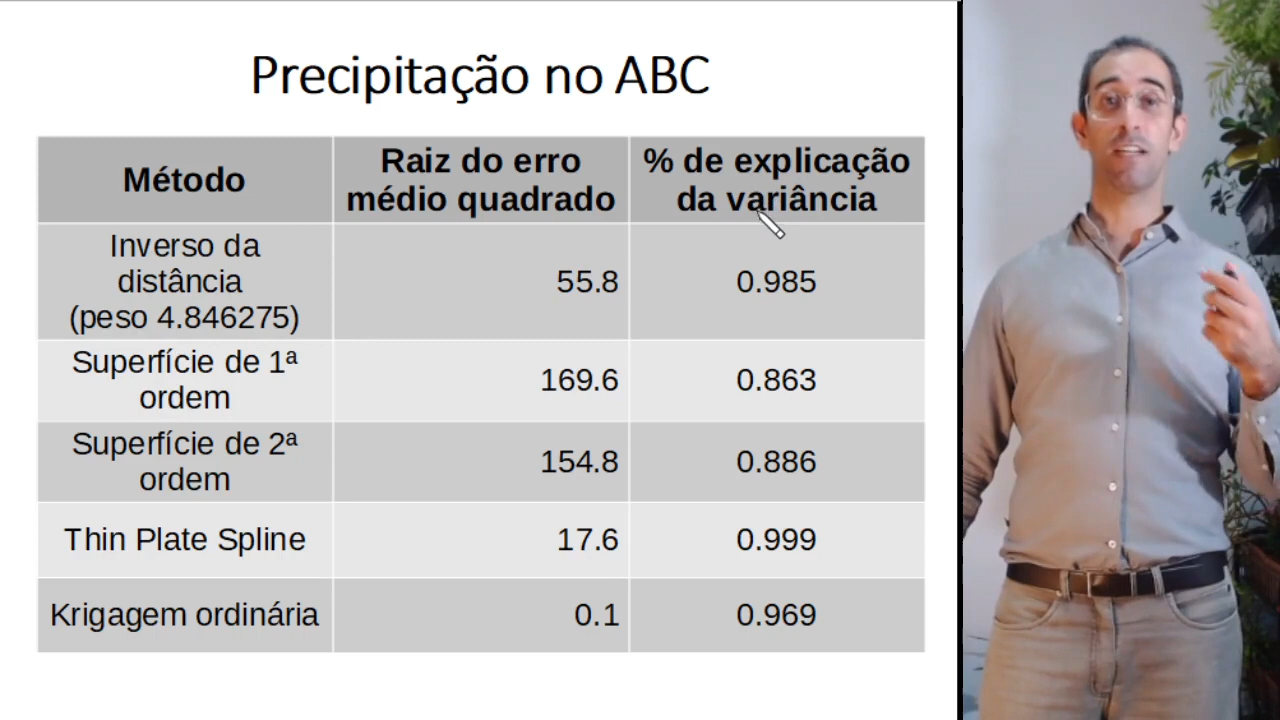 Precipitação no ABC
Método
Raiz do erro
médio quadrado
% de explicação
da variância
Inverso da
distância
(peso 4.846275)
55.8
0.985
Superfície de 1ª
ordem
169.6
0.863
Superfície de 2ª
ordem
154.8
0.886
Thin Plate Spline
17.6
0.999
Krigagem ordinária
0.1
0.969